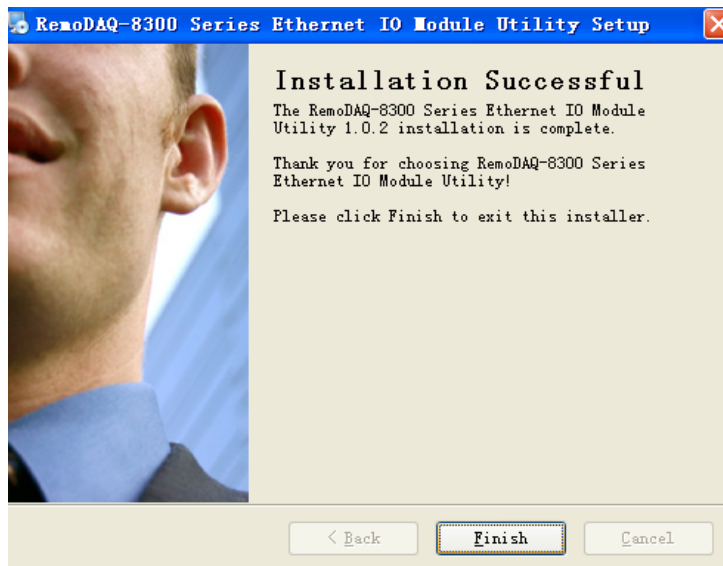 RemoDAQ-8300 Series Ethernet IO Module Utility Setup
Installation Successful
The RemoDAQ-8300 Series Ethernet IO Module
Utility 1.0.2 installation is complete.
Thank you for choosing RemoDAQ-8300 Series
Ethernet IO Module Utility!
Please click Finish to exit this installer.
< Back
Finish
Cancel